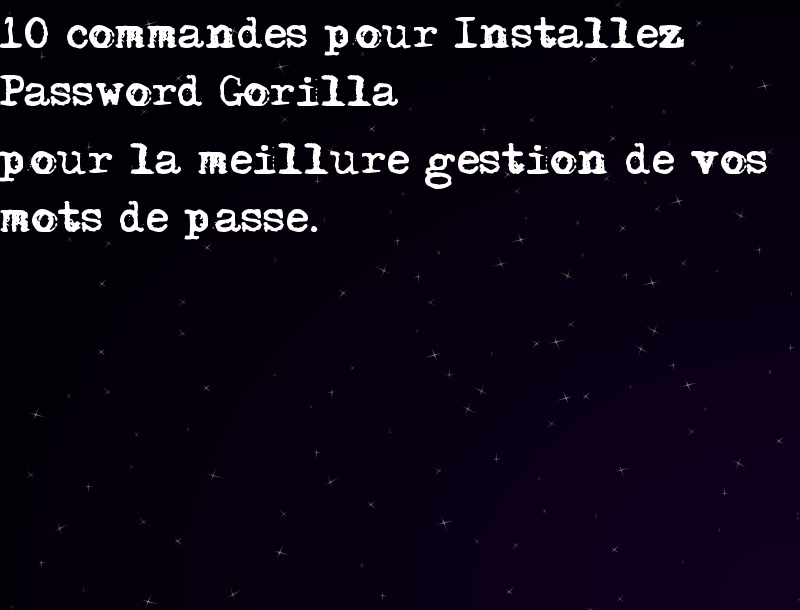 10 commandes pour Installez
Password Gorilla
pour la meillure gestion de vos
mots de passe.